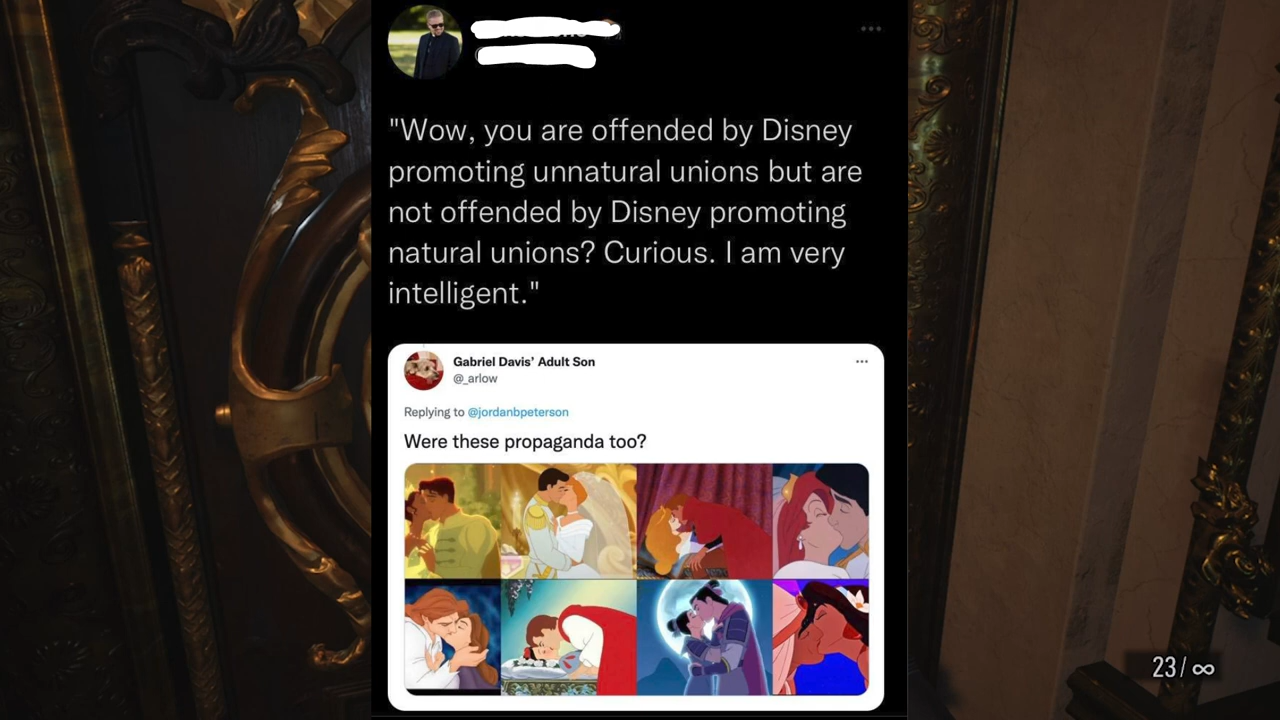 "Wow, you are offended by Disney
promoting unnatural unions but are
not offended by Disney promoting
natural unions? Curious. I am very
intelligent."
Gabriel Davis' Adult Son
@_arlow
Replying to @jordanbpeterson
Were these propaganda too?
23/∞